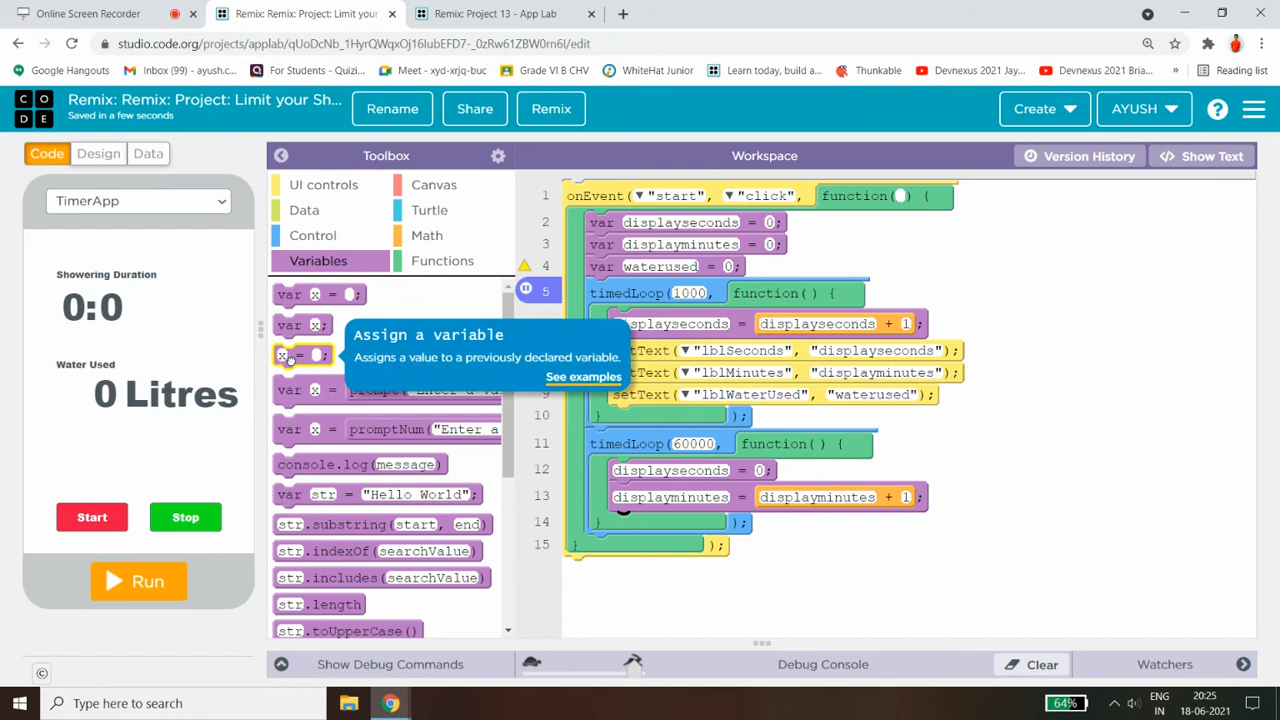 Online Screen Recorder
Remix: Remix: Project: Limit your
Remix: Project 13 - App Lab
studio.code.org/projects/applab/qUoDcNb_1HyrQWqxOj16IubEFD7-_0zRw61ZBW0rn6I/edit
Google Hangouts
Inbox (99) - ayush.c...
For Students - Quizi...
Meet - xyd-xrjq-buc
Grade VI B CHV
WhiteHat Junior
Learn today, build a...
Thunkable
Devnexus 2021 Jay...
Devnexus 2021 Bria...
»
Reading list
C O
D E
Remix: Remix: Project: Limit your Sh...
Saved in a few seconds
Rename
Share
Remix
Create
AYUSH
?
Code
Design
Data
Toolbox
Workspace
Version History
</> Show Text
TimerApp
Showering Duration
0:0
Water Used
0 Litres
Start
Stop
Run
UI controls
Canvas
Data
Turtle
Control
Math
Variables
Functions
var x = ;
var x;
x = ;
Assign a variable
Assigns a value to a previously declared variable.
See examples
var x = prompt("Enter a va
var x = promptNum("Enter a
console.log(message)
var str = "Hello World";
str.substring(start, end)
str.indexOf(searchValue)
str.includes(searchValue)
str.length
str.toUpperCase()
1 onEvent( "start", "click", function( ) {
2 var displayseconds = 0;
3 var displayminutes = 0;
4 var waterused = 0;
5 timedLoop(1000, function( ) {
displayseconds = displayseconds + 1;
etText( "lblSeconds", "displayseconds");
etText( "lblMinutes", "displayminutes");
setText( "lblWaterUsed", "waterused");
10 } );
11 timedLoop(60000, function( ) {
12 displayseconds = 0;
13 displayminutes = displayminutes + 1;
14 } );
15 } );
©
Show Debug Commands
Debug Console
Clear
Watchers
Type here to search
64%
ENG
IN
20:25
18-06-2021